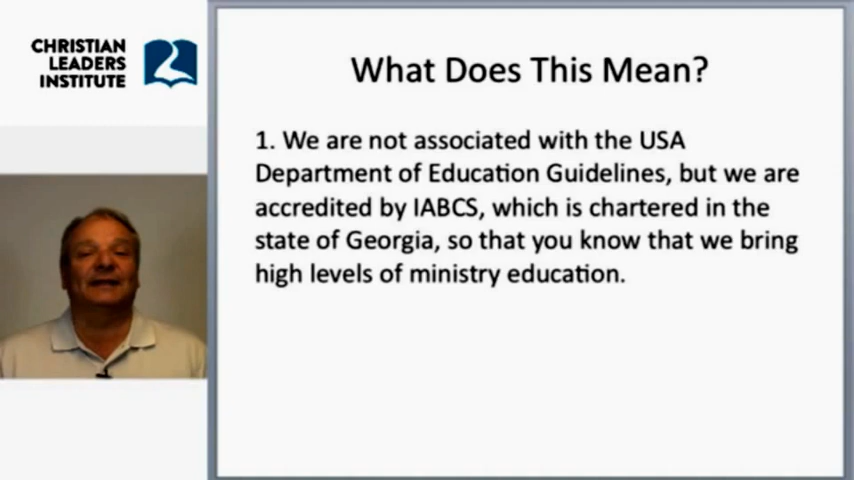 CHRISTIAN
LEADERS
INSTITUTE
What Does This Mean?
1. We are not associated with the USA
Department of Education Guidelines, but we are
accredited by IABCS, which is chartered in the
state of Georgia, so that you know that we bring
high levels of ministry education.